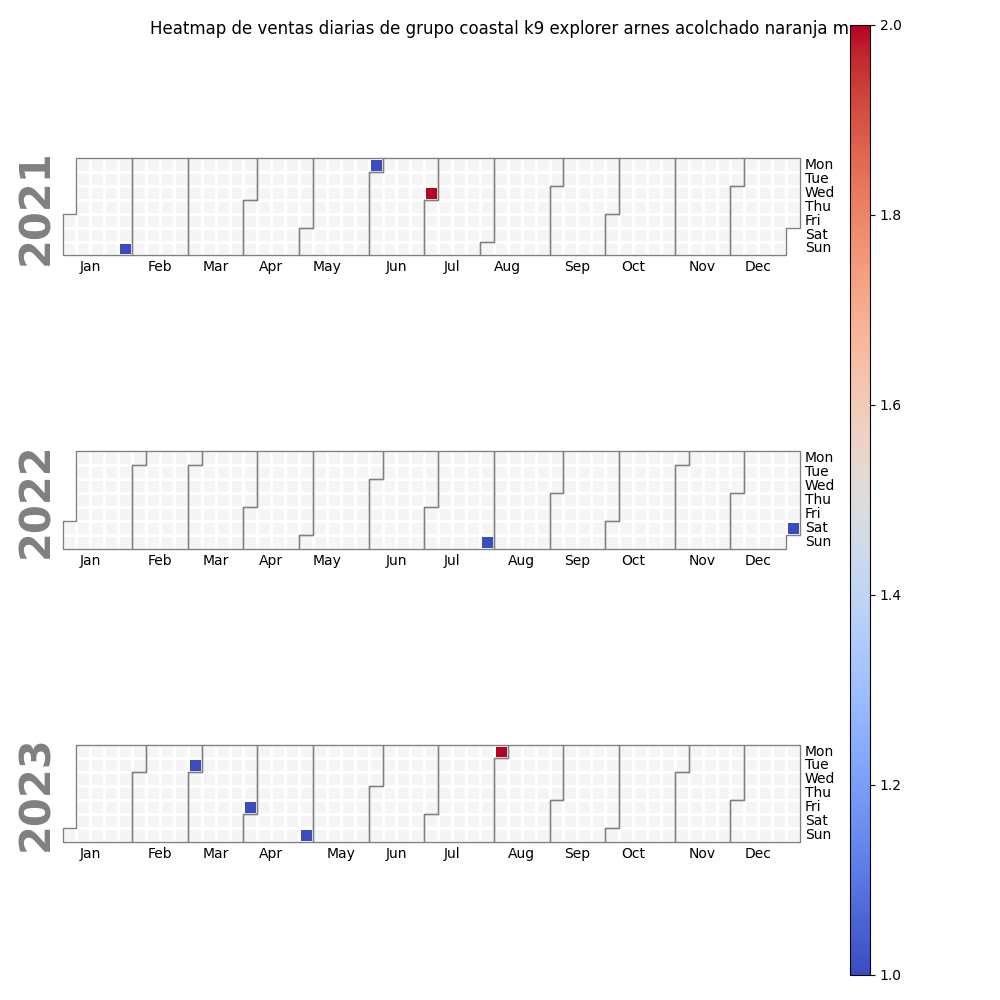 Heatmap de ventas diarias de grupo coastal k9 explorer arnes acolchado naranja m
2.0
1.8
1.6
1.4
1.2
1.0
2021
Mon
Tue
Wed
Thu
Fri
Sat
Sun
Jan Feb Mar Apr May Jun Jul Aug Sep Oct Nov Dec
2022
Mon
Tue
Wed
Thu
Fri
Sat
Sun
Jan Feb Mar Apr May Jun Jul Aug Sep Oct Nov Dec
2023
Mon
Tue
Wed
Thu
Fri
Sat
Sun
Jan Feb Mar Apr May Jun Jul Aug Sep Oct Nov Dec